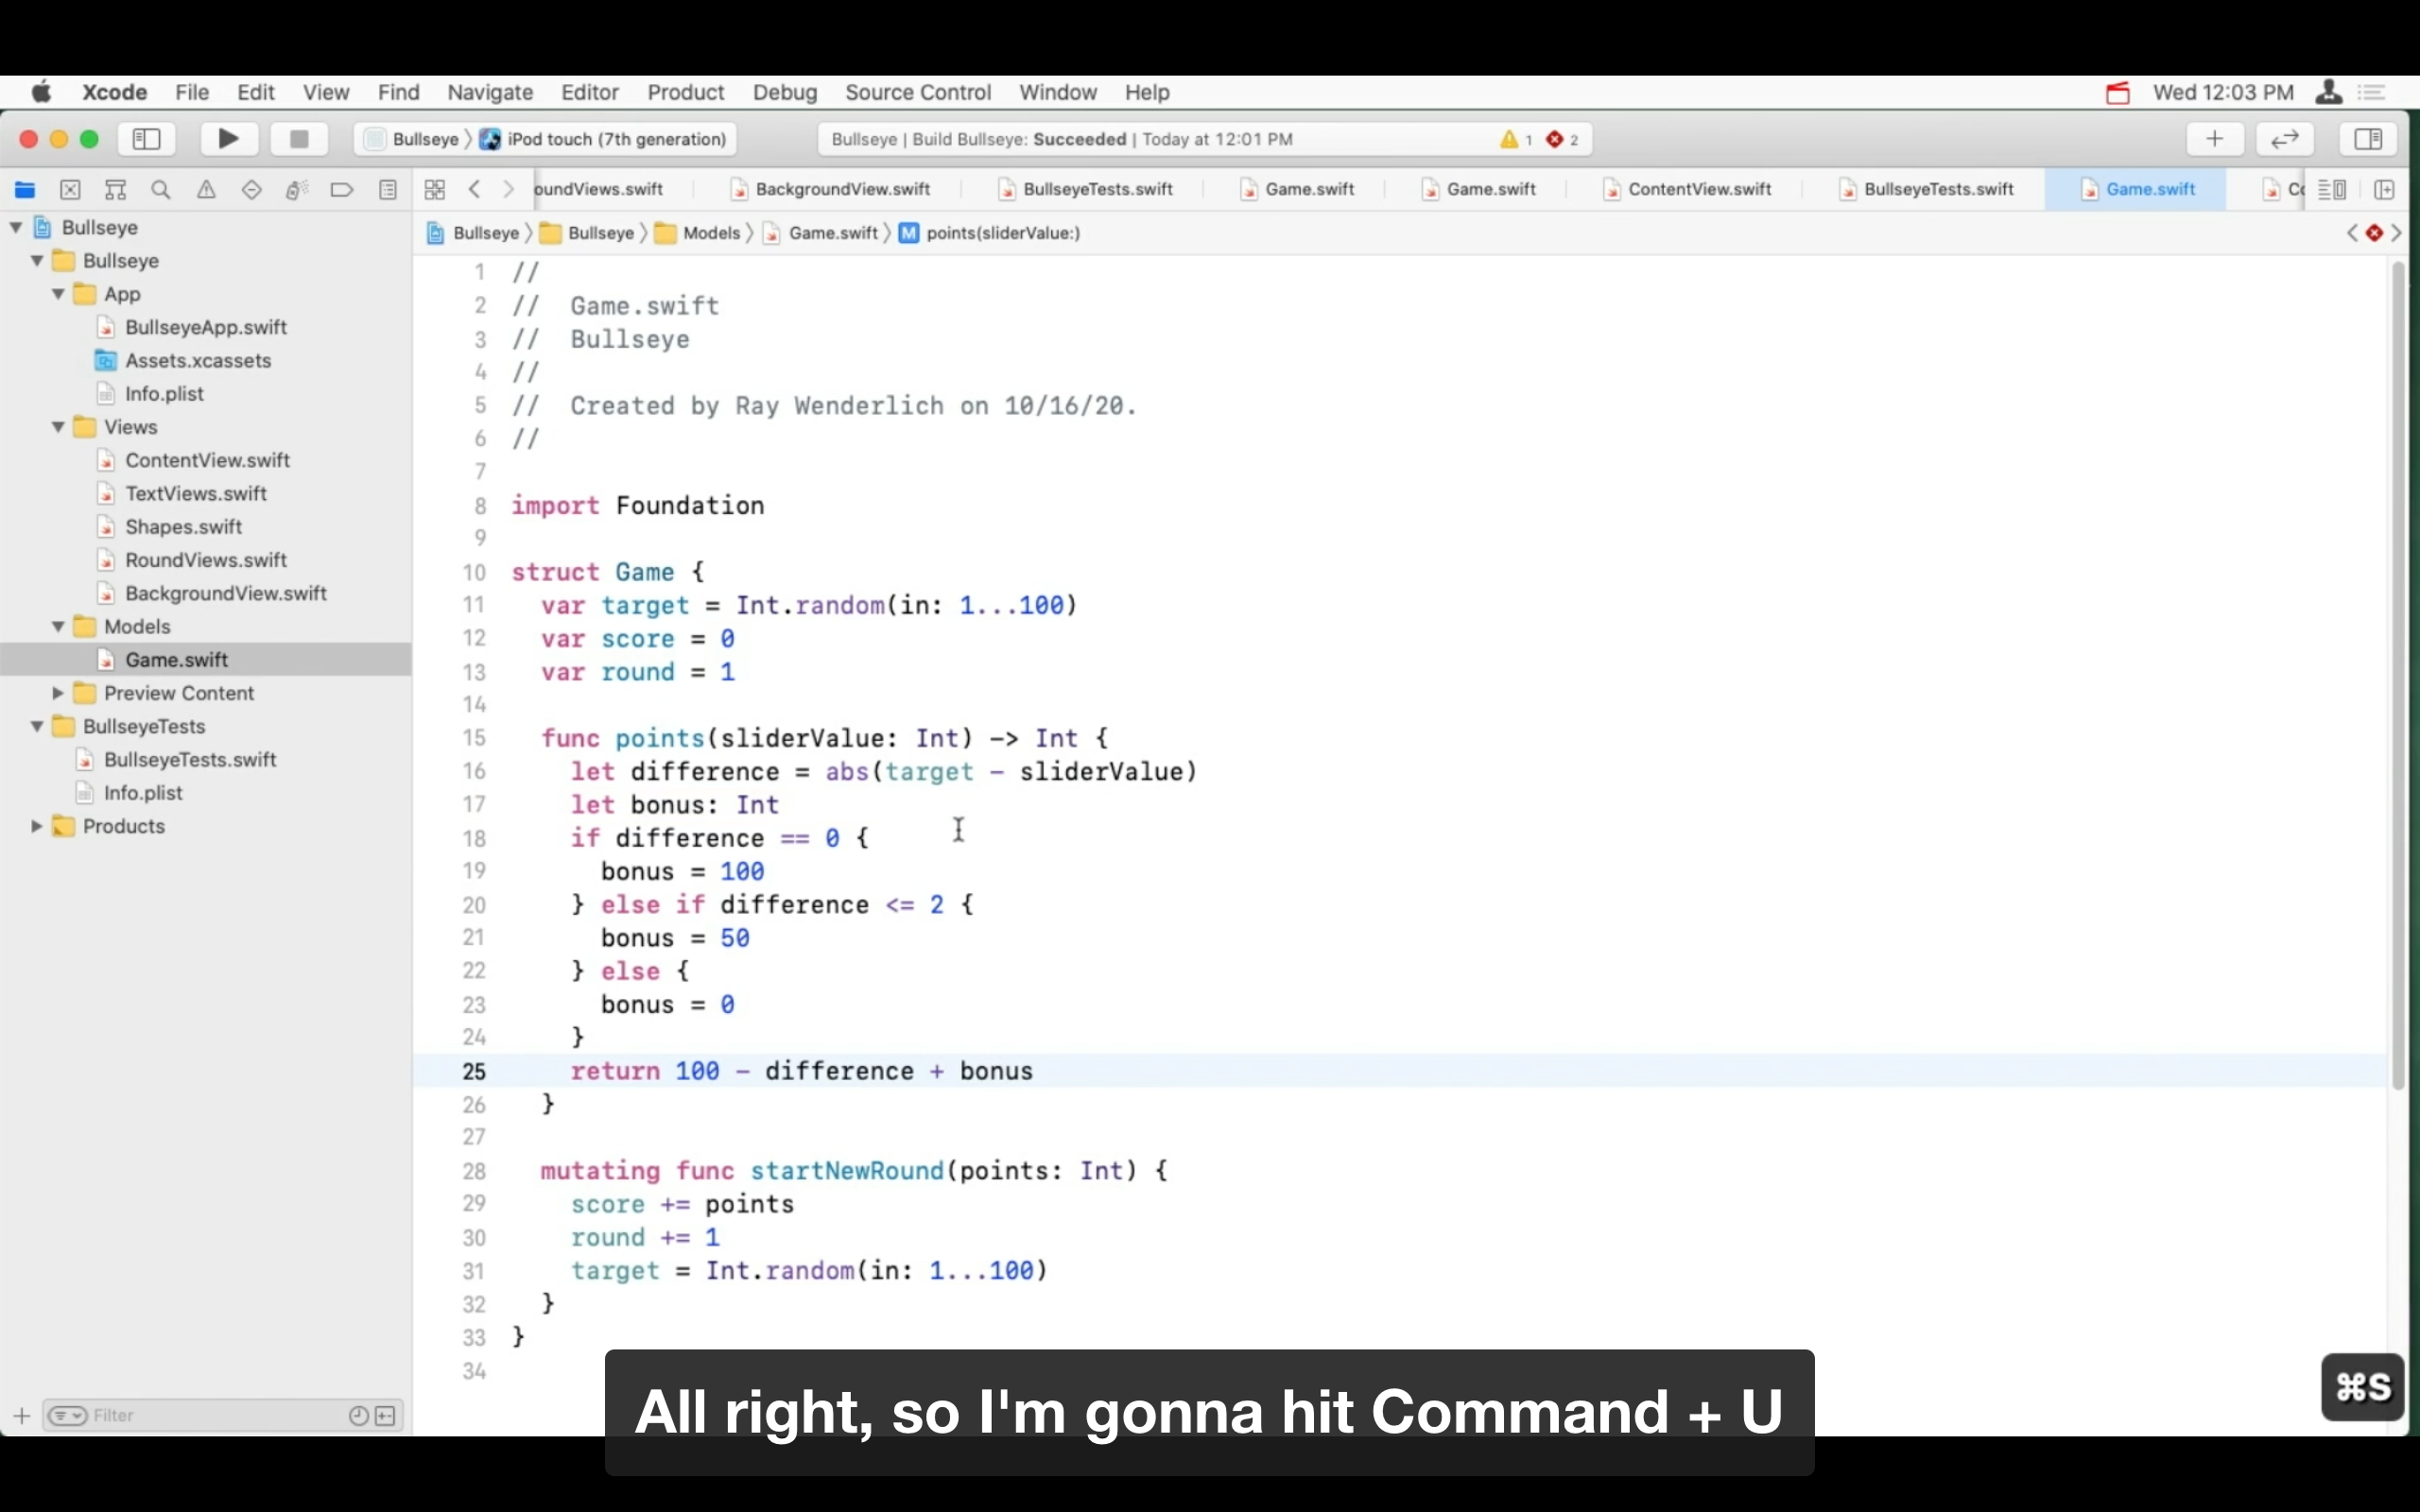 Xcode File Edit View Find Navigate Editor Product Debug Source Control Window Help Wed 12:03 PM
Bullseye 〉 iPod touch (7th generation) Bullseye | Build Bullseye: Succeeded | Today at 12:01 PM 1 2
oundViews.swift BackgroundView.swift BullseyeTests.swift Game.swift Game.swift ContentView.swift BullseyeTests.swift Game.swift Co
Bullseye 〉 Bullseye 〉 Models 〉 Game.swift 〉 M points(sliderValue:)
Bullseye
Bullseye
App
BullseyeApp.swift
Assets.xcassets
Info.plist
Views
ContentView.swift
TextViews.swift
Shapes.swift
RoundViews.swift
BackgroundView.swift
Models
Game.swift
Preview Content
BullseyeTests
BullseyeTests.swift
Info.plist
Products
Filter
1 //
2 //  Game.swift
3 //  Bullseye
4 //
5 //  Created by Ray Wenderlich on 10/16/20.
6 //
7
8 import Foundation
9
10 struct Game {
11   var target = Int.random(in: 1...100)
12   var score = 0
13   var round = 1
14
15   func points(sliderValue: Int) -> Int {
16     let difference = abs(target - sliderValue)
17     let bonus: Int
18     if difference == 0 {
19       bonus = 100
20     } else if difference <= 2 {
21       bonus = 50
22     } else {
23       bonus = 0
24     }
25     return 100 - difference + bonus
26   }
27
28   mutating func startNewRound(points: Int) {
29     score += points
30     round += 1
31     target = Int.random(in: 1...100)
32   }
33 }
34
All right, so I'm gonna hit Command + U
⌘S